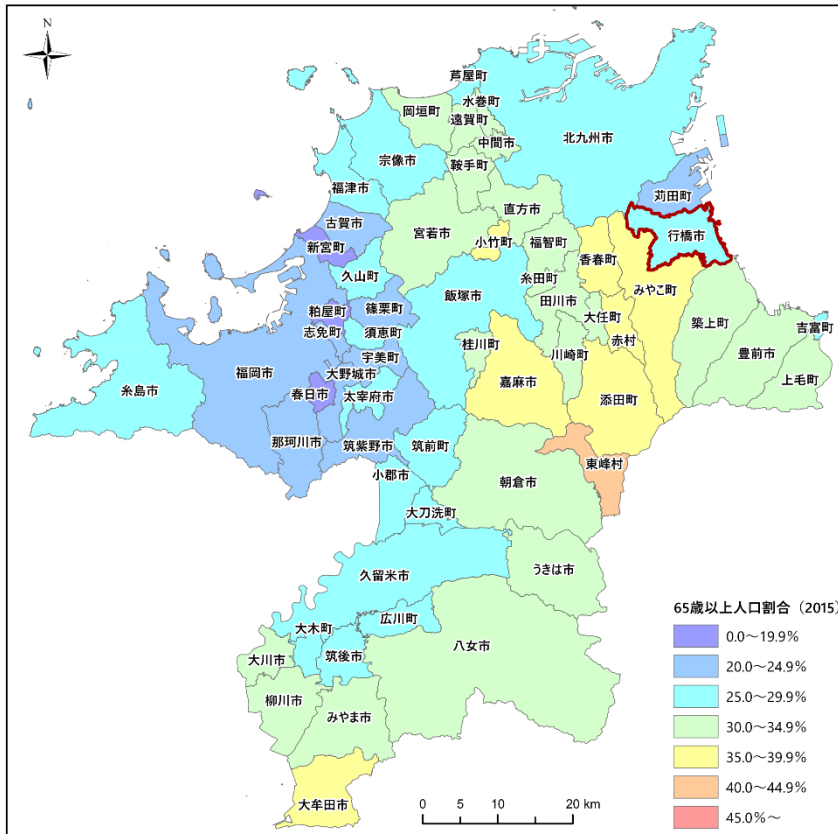 N
芦屋町
水巻町
岡垣町
遠賀町
北九州市
中間市
宗像市
鞍手町
苅田町
福津市
直方市
古賀市
行橋市
宮若市
小竹町
福智町
新宮町
香春町
久山町
糸田町
みやこ町
飯塚市
田川市
粕屋町
篠栗町
大任町
築上町
吉富町
志免町
須恵町
桂川町
赤村
豊前市
宇美町
川崎町
福岡市
大野城市
上毛町
糸島市
春日市
太宰府市
嘉麻市
添田町
那珂川市
筑紫野市
筑前町
東峰村
小郡市
朝倉市
大刀洗町
うきは市
久留米市
広川町
大木町
八女市
大川市
筑後市
柳川市
みやま市
大牟田市
65歳以上人口割合（2015）
0.0～19.9%
20.0～24.9%
25.0～29.9%
30.0～34.9%
35.0～39.9%
40.0～44.9%
45.0%～
0 5 10 20 km